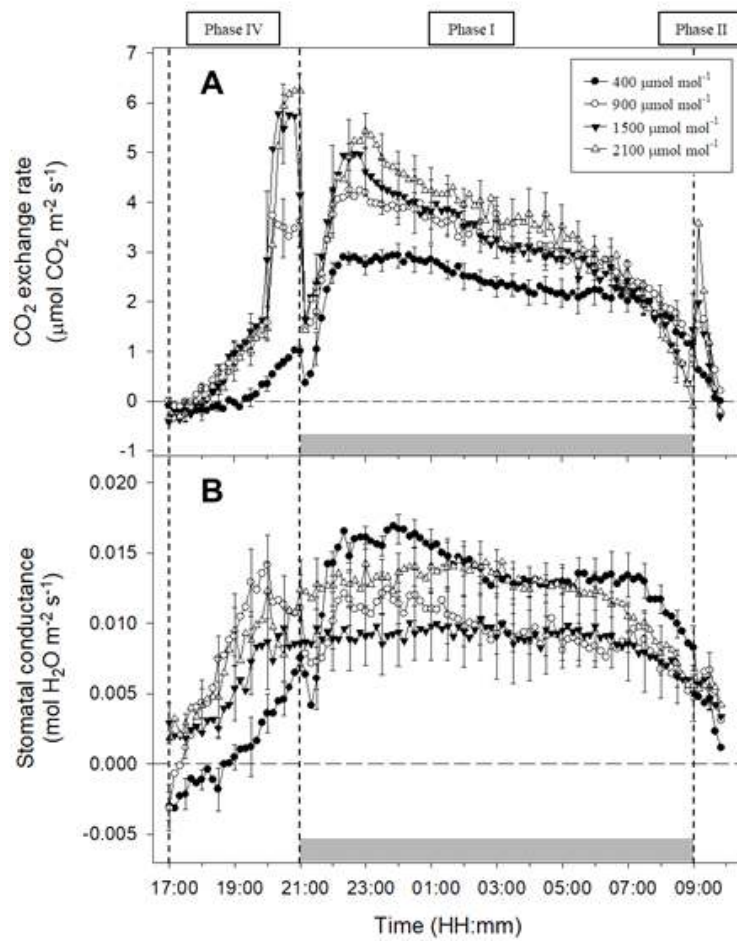 Phase IV
Phase I
Phase II
A
400 μmol mol⁻¹
900 μmol mol⁻¹
1500 μmol mol⁻¹
2100 μmol mol⁻¹
7
6
5
4
3
2
1
0
-1
CO₂ exchange rate
(μmol CO₂ m⁻² s⁻¹)
B
0.020
0.015
0.010
0.005
0.000
-0.005
Stomatal conductance
(mol H₂O m⁻² s⁻¹)
17:00 19:00 21:00 23:00 01:00 03:00 05:00 07:00 09:00
Time (HH:mm)